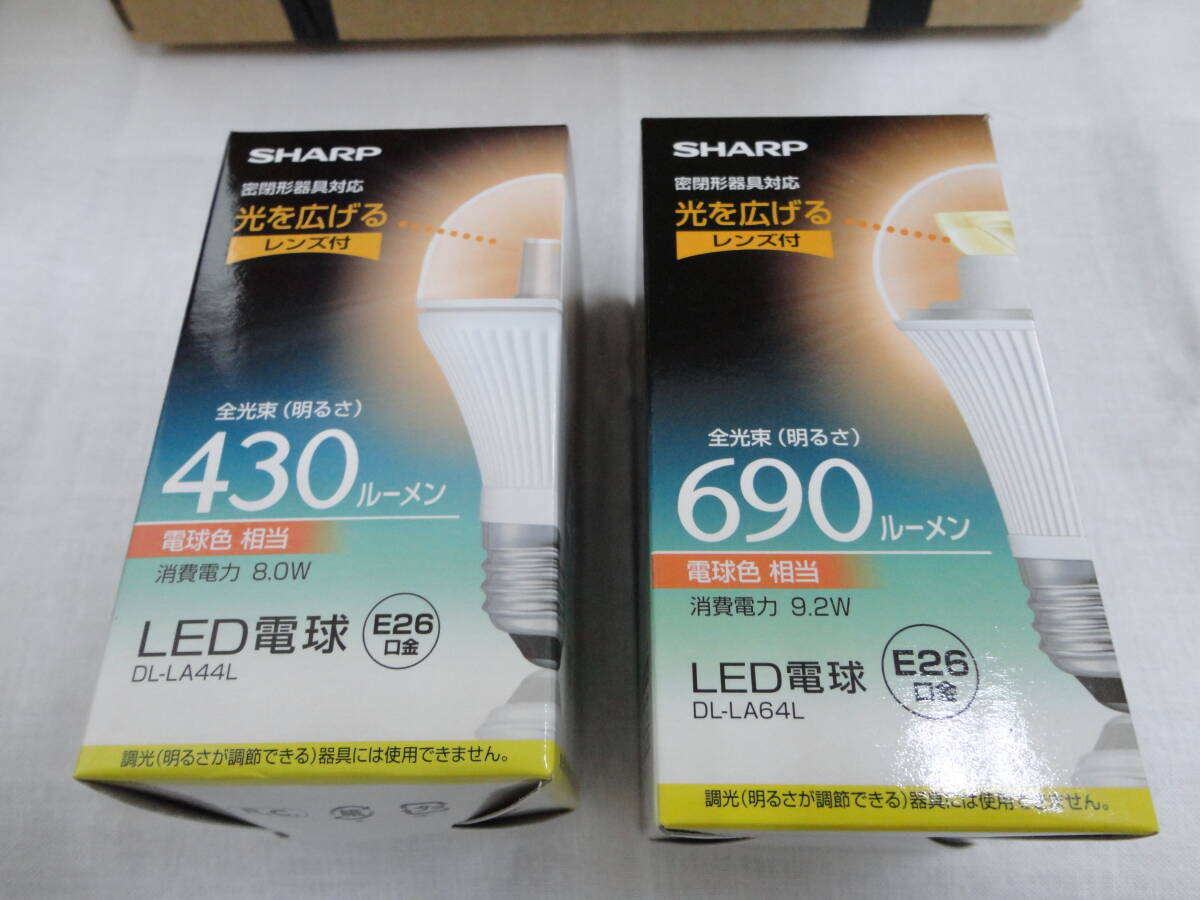 SHARP
密閉形器具対応
光を広げる
レンズ付
全光束（明るさ）
430ルーメン
電球色 相当
消費電力 8.0W
LED電球
E26
口金
DL-LA44L
調光（明るさが調節できる）器具には使用できません。
SHARP
密閉形器具対応
光を広げる
レンズ付
全光束（明るさ）
690ルーメン
電球色 相当
消費電力 9.2W
LED電球
E26
口金
DL-LA64L
調光（明るさが調節できる）器具には使用できません。